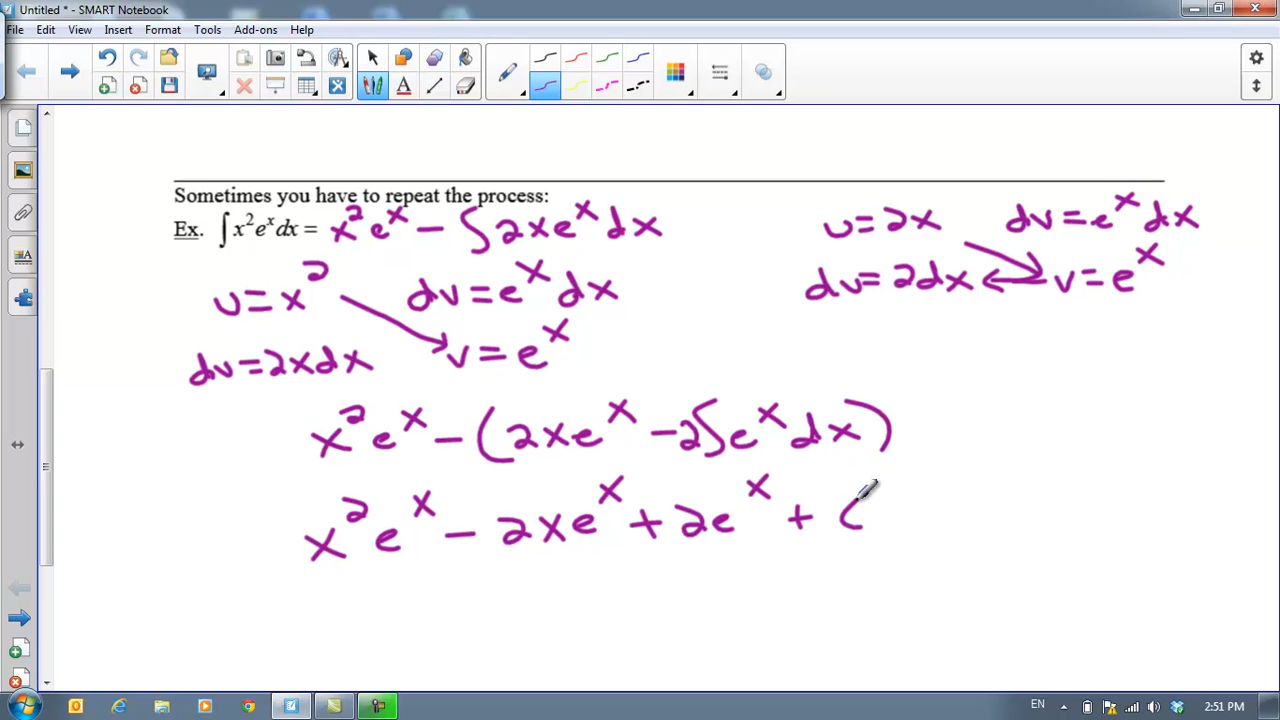 Untitled * - SMART Notebook
File Edit View Insert Format Tools Add-ons Help
Sometimes you have to repeat the process:
Ex. ∫x²eˣdx = x²eˣ - ∫2xeˣdx
u=2x dv=eˣdx
du=2dx v=eˣ
u=x² dv=eˣdx
du=2xdx v=eˣ
x²eˣ - (2xeˣ - 2∫eˣdx)
x²eˣ - 2xeˣ + 2eˣ + C
EN 2:51 PM